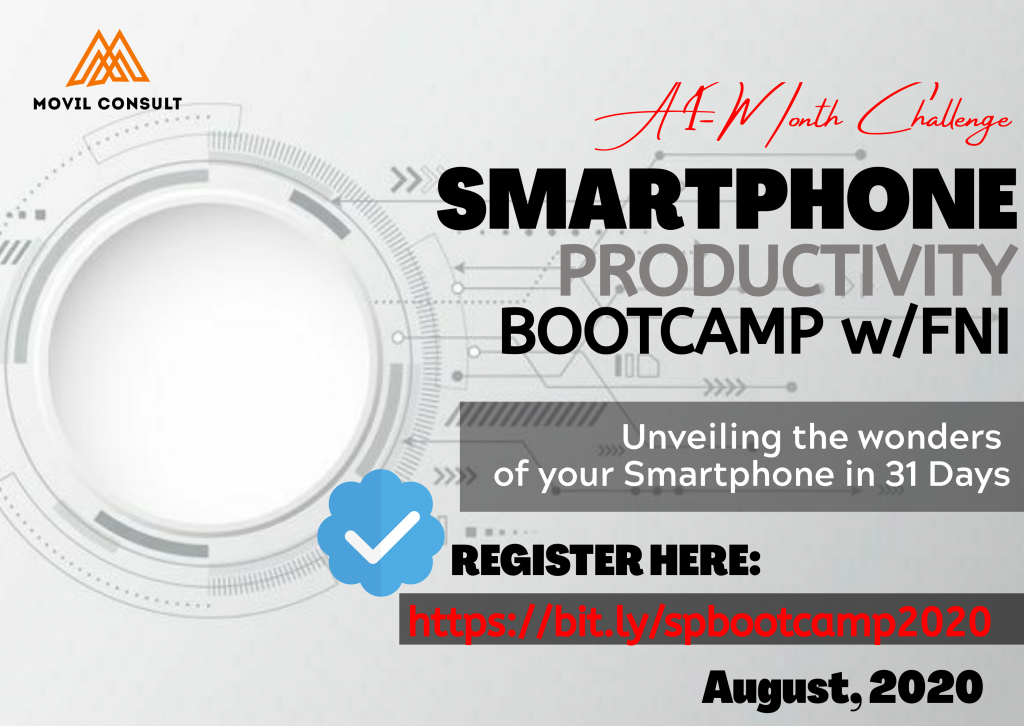 MOVIL CONSULT
A 1-Month Challenge
SMARTPHONE
PRODUCTIVITY
BOOTCAMP w/FNI
Unveiling the wonders
of your Smartphone in 31 Days
REGISTER HERE:
https://bit.ly/spbootcamp2020
August, 2020